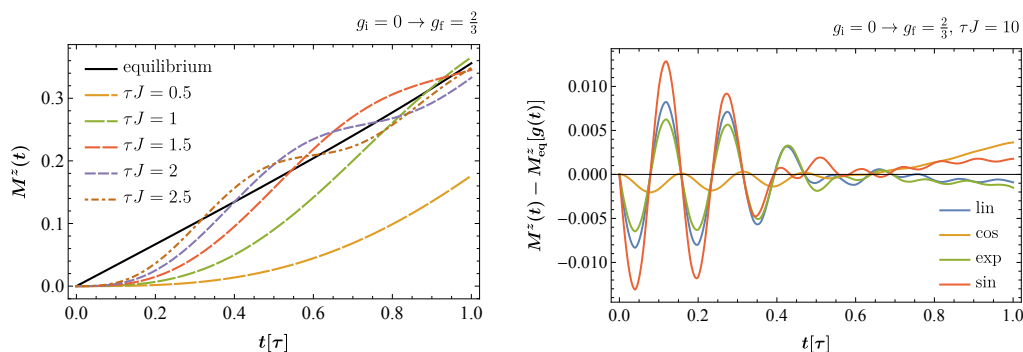 g_i = 0 → g_f = 2/3
M^z(t)
0.3
0.2
0.1
0.0
equilibrium
τJ = 0.5
τJ = 1
τJ = 1.5
τJ = 2
τJ = 2.5
0.0 0.2 0.4 0.6 0.8 1.0
t[τ]
g_i = 0 → g_f = 2/3, τJ = 10
M^z(t) − M^z_eq[g(t)]
0.010
0.005
0.000
−0.005
−0.010
lin
cos
exp
sin
0.0 0.2 0.4 0.6 0.8 1.0
t[τ]